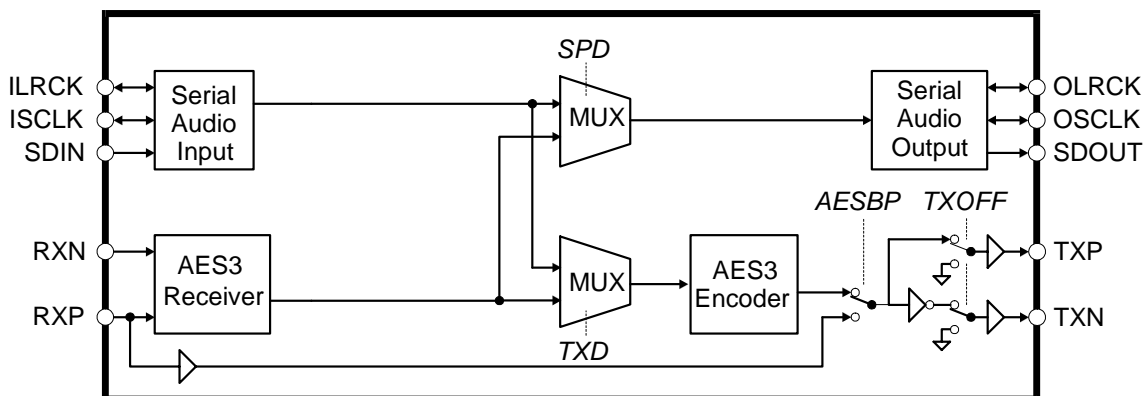 SPD
ILRCK
ISCLK
SDIN
Serial
Audio
Input
MUX
Serial
Audio
Output
OLRCK
OSCLK
SDOUT
AESBP
TXOFF
RXN
RXP
AES3
Receiver
MUX
TXD
AES3
Encoder
TXP
TXN